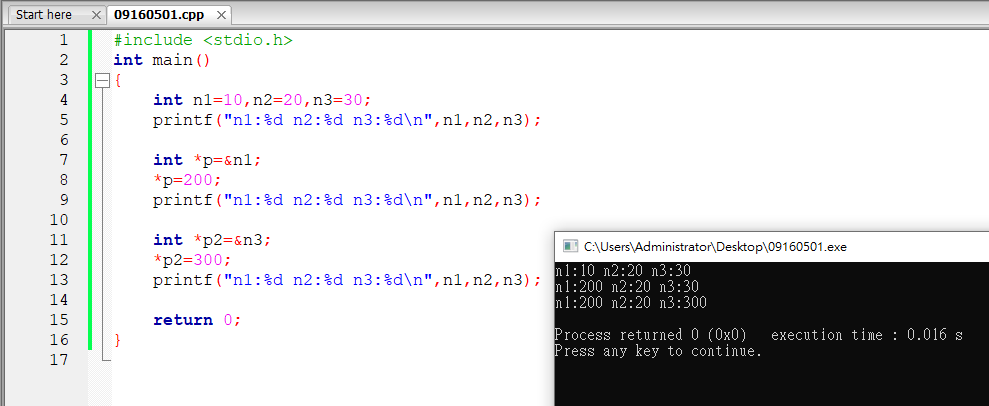 Start here
09160501.cpp
1 #include <stdio.h>
2 int main()
3 {
4 int n1=10,n2=20,n3=30;
5 printf("n1:%d n2:%d n3:%d\n",n1,n2,n3);
6
7 int *p=&n1;
8 *p=200;
9 printf("n1:%d n2:%d n3:%d\n",n1,n2,n3);
10
11 int *p2=&n3;
12 *p2=300;
13 printf("n1:%d n2:%d n3:%d\n",n1,n2,n3);
14
15 return 0;
16 }
17
C:\Users\Administrator\Desktop\09160501.exe
n1:10 n2:20 n3:30
n1:200 n2:20 n3:30
n1:200 n2:20 n3:300
Process returned 0 (0x0) execution time : 0.016 s
Press any key to continue.